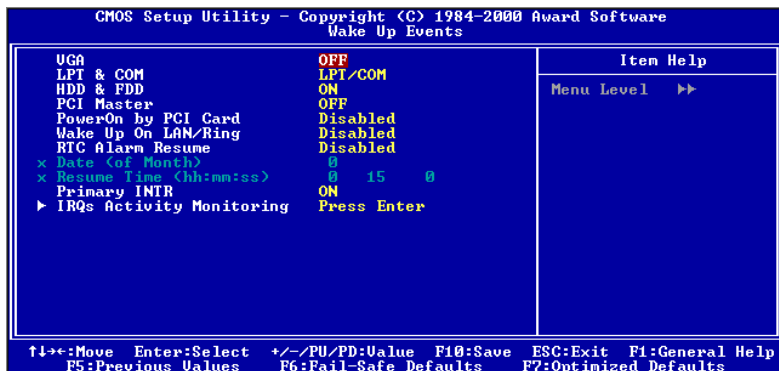 CMOS Setup Utility - Copyright (C) 1984-2000 Award Software
Wake Up Events
VGA OFF
LPT & COM LPT/COM
HDD & FDD ON
PCI Master OFF
PowerOn by PCI Card Disabled
Wake Up On LAN/Ring Disabled
RTC Alarm Resume Disabled
x Date (of Month) 0
x Resume Time (hh:mm:ss) 0 15 0
Primary INTR ON
▶ IRQs Activity Monitoring Press Enter
Item Help
Menu Level ▶▶
↑↓→←:Move Enter:Select +/-/PU/PD:Value F10:Save ESC:Exit F1:General Help
F5:Previous Values F6:Fail-Safe Defaults F7:Optimized Defaults